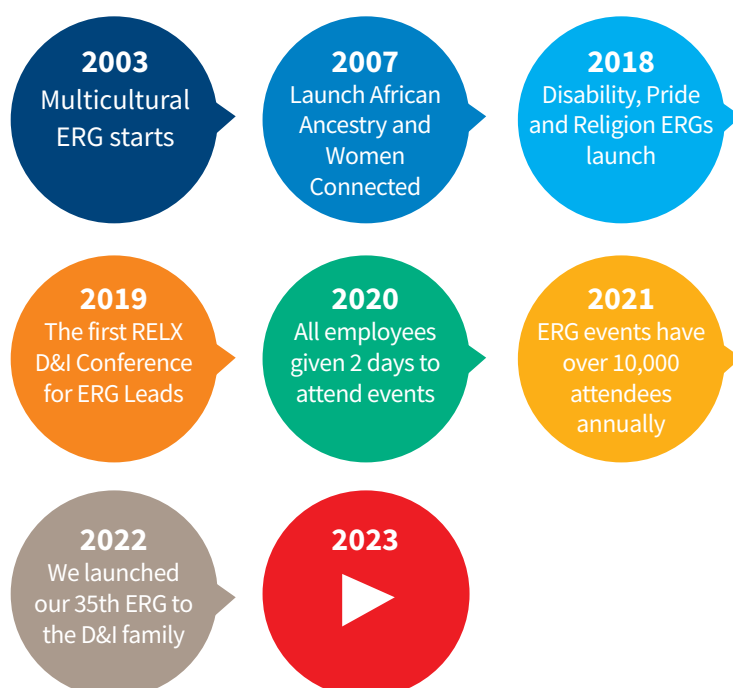 2003
Multicultural
ERG starts
2007
Launch African
Ancestry and
Women
Connected
2018
Disability, Pride
and Religion ERGs
launch
2019
The first RELX
D&I Conference
for ERG Leads
2020
All employees
given 2 days to
attend events
2021
ERG events have
over 10,000
attendees
annually
2022
We launched
our 35th ERG to
the D&I family
2023